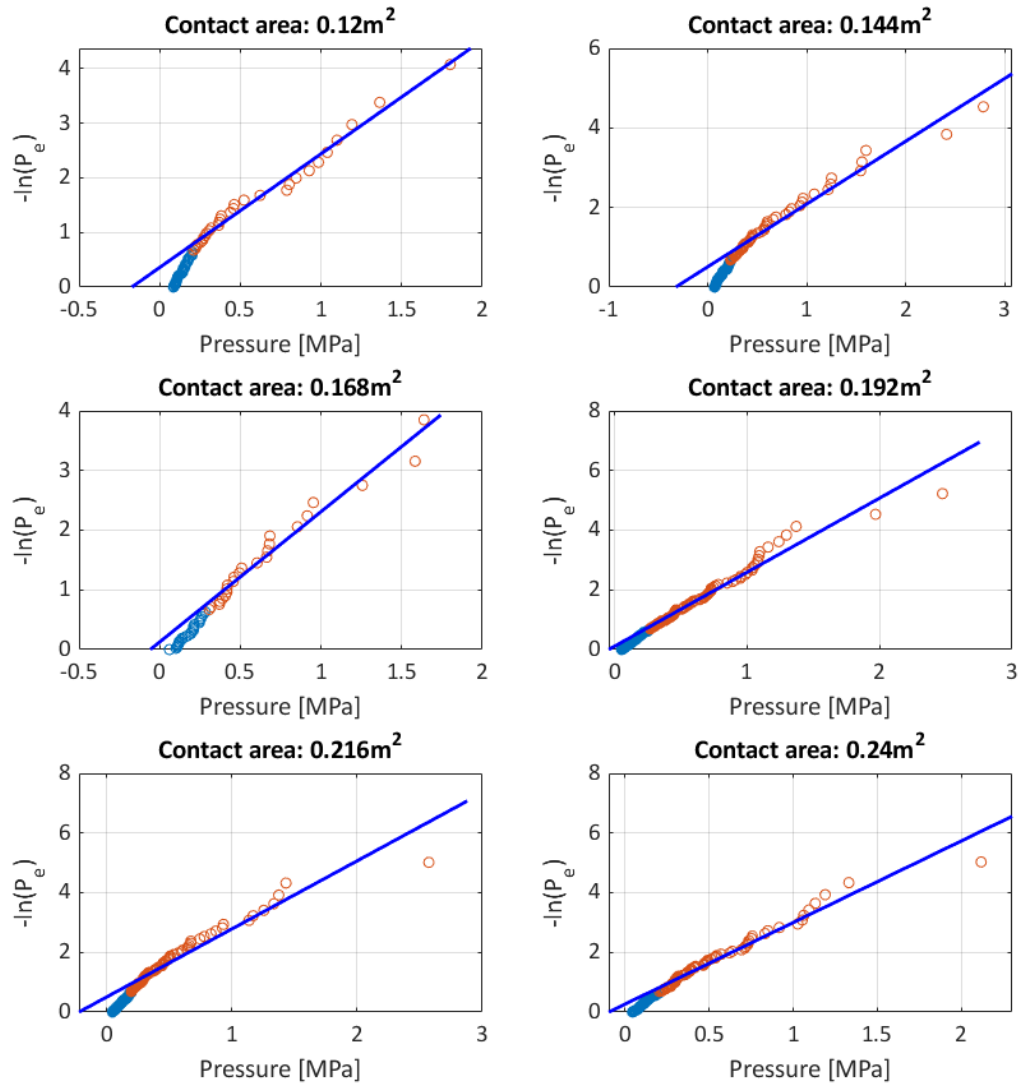 Contact area: 0.12m²
4
3
2
1
0
-ln(Pₑ)
-0.5 0 0.5 1 1.5 2
Pressure [MPa]
Contact area: 0.144m²
6
4
2
0
-ln(Pₑ)
-1 0 1 2 3
Pressure [MPa]
Contact area: 0.168m²
4
3
2
1
0
-ln(Pₑ)
-0.5 0 0.5 1 1.5 2
Pressure [MPa]
Contact area: 0.192m²
8
6
4
2
0
-ln(Pₑ)
0 1 2 3
Pressure [MPa]
Contact area: 0.216m²
8
6
4
2
0
-ln(Pₑ)
0 1 2 3
Pressure [MPa]
Contact area: 0.24m²
8
6
4
2
0
-ln(Pₑ)
0 0.5 1 1.5 2
Pressure [MPa]